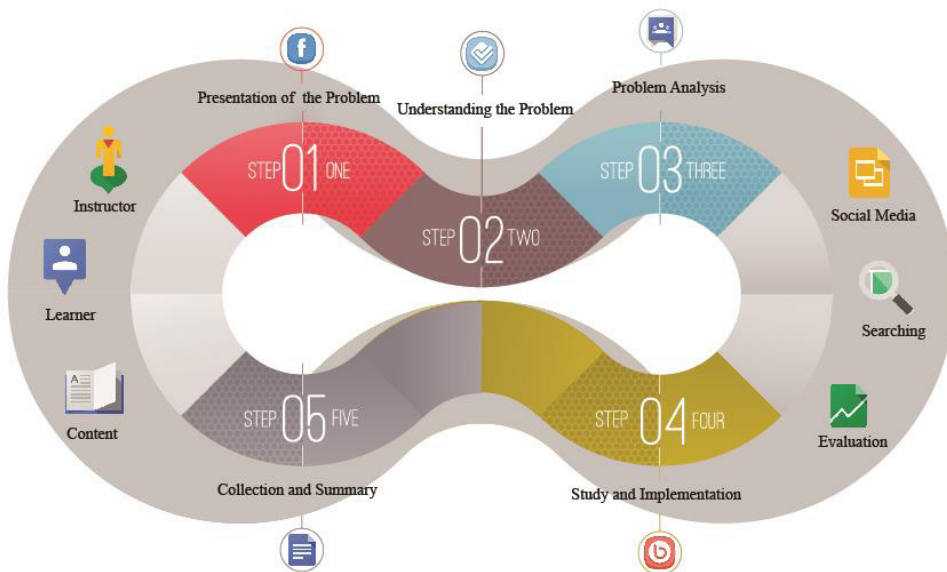 Presentation of the Problem
Understanding the Problem
Problem Analysis
STEP 01 ONE
STEP 02 TWO
STEP 03 THREE
Instructor
Learner
Content
Social Media
Searching
Evaluation
STEP 05 FIVE
STEP 04 FOUR
Collection and Summary
Study and Implementation